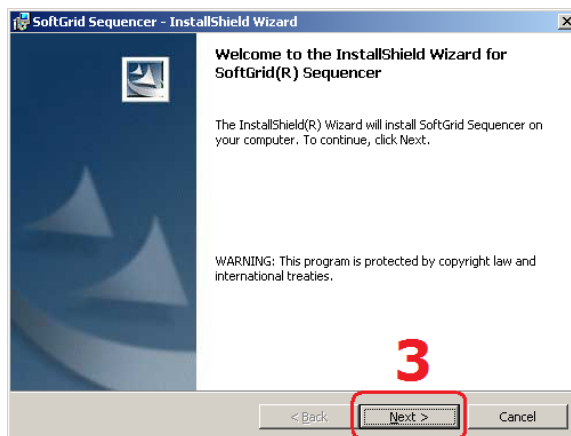 SoftGrid Sequencer - InstallShield Wizard
Welcome to the InstallShield Wizard for
SoftGrid(R) Sequencer
The InstallShield(R) Wizard will install SoftGrid Sequencer on
your computer. To continue, click Next.
WARNING: This program is protected by copyright law and
international treaties.
3
< Back Next > Cancel